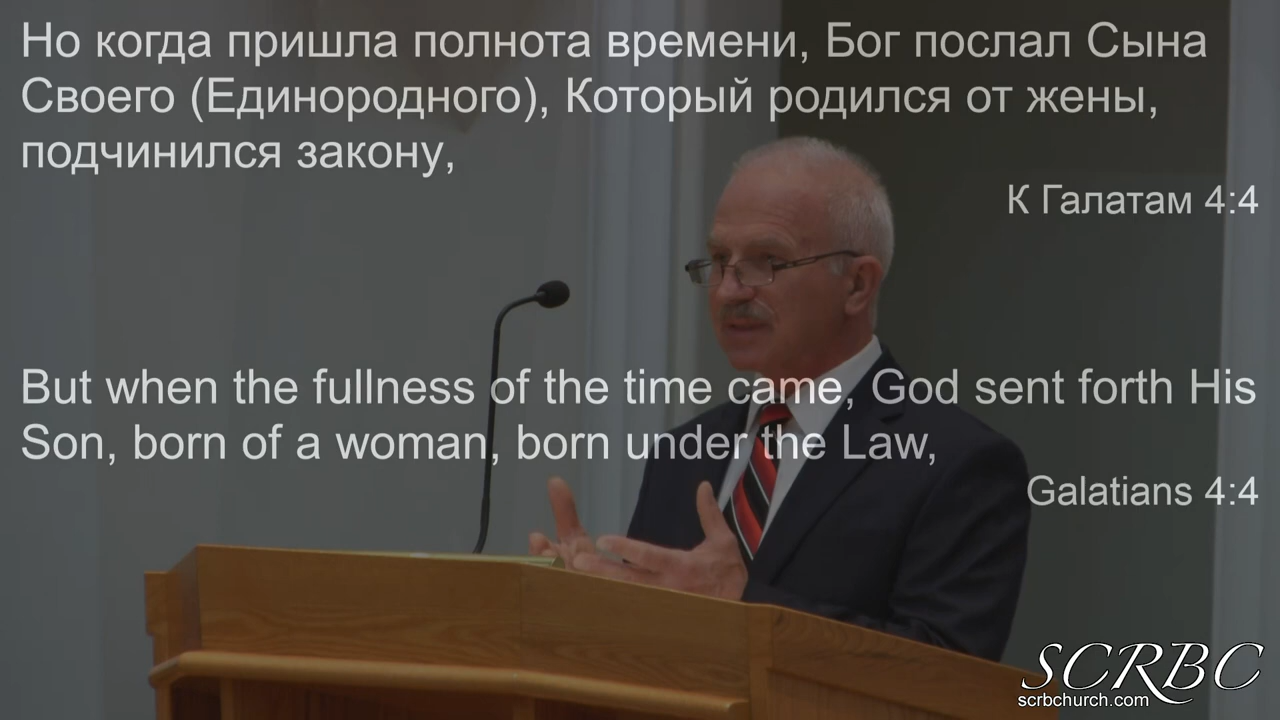 Но когда пришла полнота времени, Бог послал Сына
Своего (Единородного), Который родился от жены,
подчинился закону,
К Галатам 4:4
But when the fullness of the time came, God sent forth His
Son, born of a woman, born under the Law,
Galatians 4:4
SCRBC
scrbchurch.com